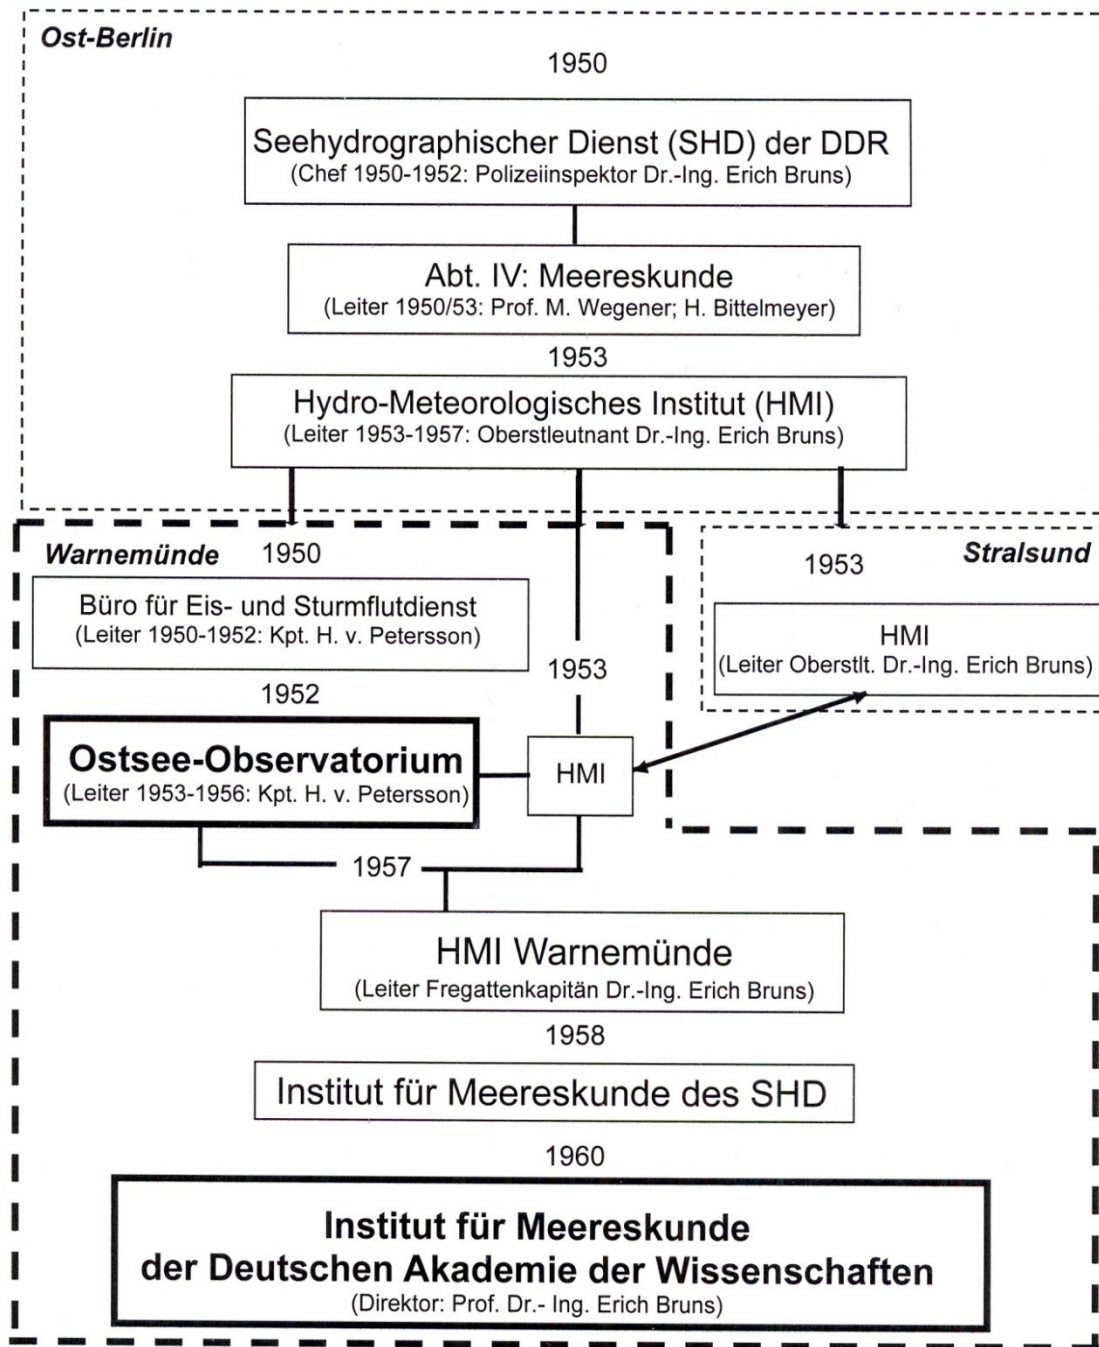 Ost-Berlin
1950
Seehydrographischer Dienst (SHD) der DDR
(Chef 1950-1952: Polizeiinspektor Dr.-Ing. Erich Bruns)
Abt. IV: Meereskunde
(Leiter 1950/53: Prof. M. Wegener; H. Bittelmeyer)
1953
Hydro-Meteorologisches Institut (HMI)
(Leiter 1953-1957: Oberstleutnant Dr.-Ing. Erich Bruns)
Warnemünde
1950
Büro für Eis- und Sturmflutdienst
(Leiter 1950-1952: Kpt. H. v. Petersson)
1953
Stralsund
1953
HMI
(Leiter Oberstlt. Dr.-Ing. Erich Bruns)
1952
Ostsee-Observatorium
(Leiter 1953-1956: Kpt. H. v. Petersson)
HMI
1957
HMI Warnemünde
(Leiter Fregattenkapitän Dr.-Ing. Erich Bruns)
1958
Institut für Meereskunde des SHD
1960
Institut für Meereskunde
der Deutschen Akademie der Wissenschaften
(Direktor: Prof. Dr.- Ing. Erich Bruns)